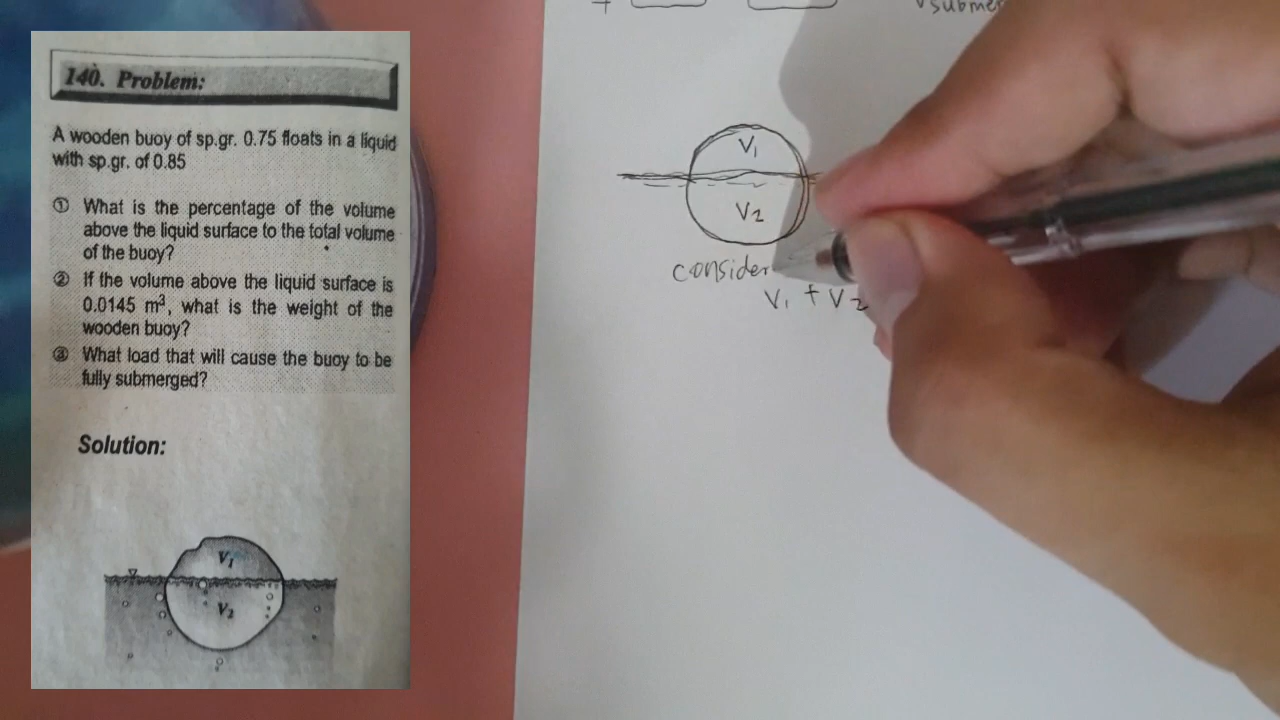 140. Problem:
A wooden buoy of sp.gr. 0.75 floats in a liquid
with sp.gr. of 0.85
① What is the percentage of the volume
above the liquid surface to the total volume
of the buoy?
② If the volume above the liquid surface is
0.0145 m³, what is the weight of the
wooden buoy?
③ What load that will cause the buoy to be
fully submerged?
Solution:
V₁
V₂
V₁
V₂
consider
V₁ + V₂